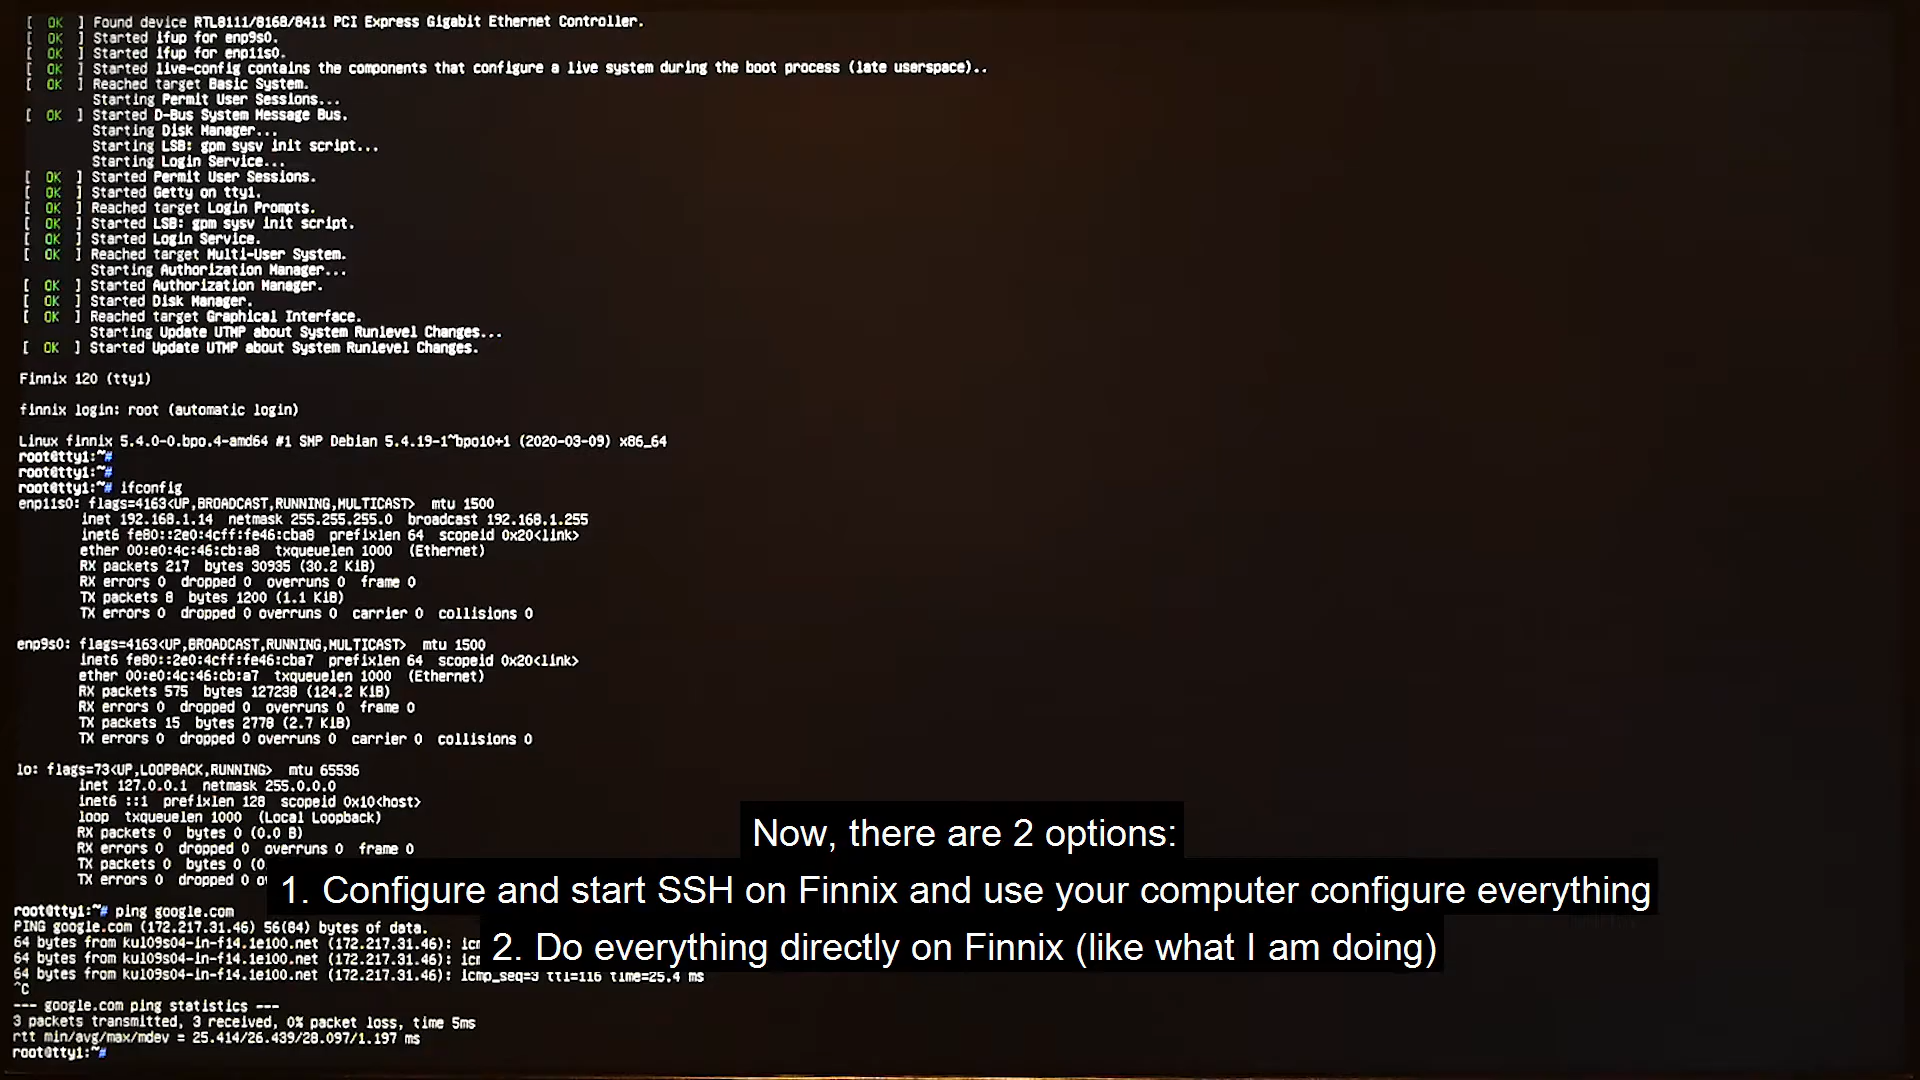 [ OK ] Found device RTL8111/8168/8411 PCI Express Gigabit Ethernet Controller.
[ OK ] Started ifup for enp9s0.
[ OK ] Started ifup for enp11s0.
[ OK ] Started live-config contains the components that configure a live system during the boot process (late userspace)..
[ OK ] Reached target Basic System.
Starting Permit User Sessions...
[ OK ] Started D-Bus System Message Bus.
Starting Disk Manager...
Starting LSB: gpm sysv init script...
Starting Login Service...
[ OK ] Started Permit User Sessions.
[ OK ] Started Getty on tty1.
[ OK ] Reached target Login Prompts.
[ OK ] Started LSB: gpm sysv init script.
[ OK ] Started Login Service.
[ OK ] Reached target Multi-User System.
Starting Authorization Manager...
[ OK ] Started Authorization Manager.
[ OK ] Started Disk Manager.
[ OK ] Reached target Graphical Interface.
Starting Update UTMP about System Runlevel Changes...
[ OK ] Started Update UTMP about System Runlevel Changes.
Finnix 120 (tty1)
finnix login: root (automatic login)
Linux finnix 5.4.0-0.bpo.4-amd64 #1 SMP Debian 5.4.19-1~bpo10+1 (2020-03-09) x86_64
root@tty1:~#
root@tty1:~#
root@tty1:~# ifconfig
enp11s0: flags=4163<UP,BROADCAST,RUNNING,MULTICAST> mtu 1500
inet 192.168.1.14 netmask 255.255.255.0 broadcast 192.168.1.255
inet6 fe80::2e0:4cff:fe46:cba8 prefixlen 64 scopeid 0x20<link>
ether 00:e0:4c:46:cb:a8 txqueuelen 1000 (Ethernet)
RX packets 217 bytes 30935 (30.2 KiB)
RX errors 0 dropped 0 overruns 0 frame 0
TX packets 8 bytes 1200 (1.1 KiB)
TX errors 0 dropped 0 overruns 0 carrier 0 collisions 0
enp9s0: flags=4163<UP,BROADCAST,RUNNING,MULTICAST> mtu 1500
inet6 fe80::2e0:4cff:fe46:cba7 prefixlen 64 scopeid 0x20<link>
ether 00:e0:4c:46:cb:a7 txqueuelen 1000 (Ethernet)
RX packets 575 bytes 127238 (124.2 KiB)
RX errors 0 dropped 0 overruns 0 frame 0
TX packets 15 bytes 2778 (2.7 KiB)
TX errors 0 dropped 0 overruns 0 carrier 0 collisions 0
lo: flags=73<UP,LOOPBACK,RUNNING> mtu 65536
inet 127.0.0.1 netmask 255.0.0.0
inet6 ::1 prefixlen 128 scopeid 0x10<host>
loop txqueuelen 1000 (Local Loopback)
RX packets 0 bytes 0 (0.0 B)
RX errors 0 dropped 0 overruns 0 frame 0
TX packets 0 bytes 0 (0
TX errors 0 dropped 0
root@tty1:~# ping google.com
PING google.com (172.217.31.46) 56(84) bytes of data.
64 bytes from kul09s04-in-f14.1e100.net (172.217.31.46):
64 bytes from kul09s04-in-f14.1e100.net (172.217.31.46):
64 bytes from kul09s04-in-f14.1e100.net (172.217.31.46): icmp_seq=3 ttl=116 time=25.4 ms
^C
--- google.com ping statistics ---
3 packets transmitted, 3 received, 0% packet loss, time 5ms
rtt min/avg/max/mdev = 25.414/26.439/28.097/1.197 ms
root@tty1:~#
Now, there are 2 options:
1. Configure and start SSH on Finnix and use your computer configure everything
2. Do everything directly on Finnix (like what I am doing)